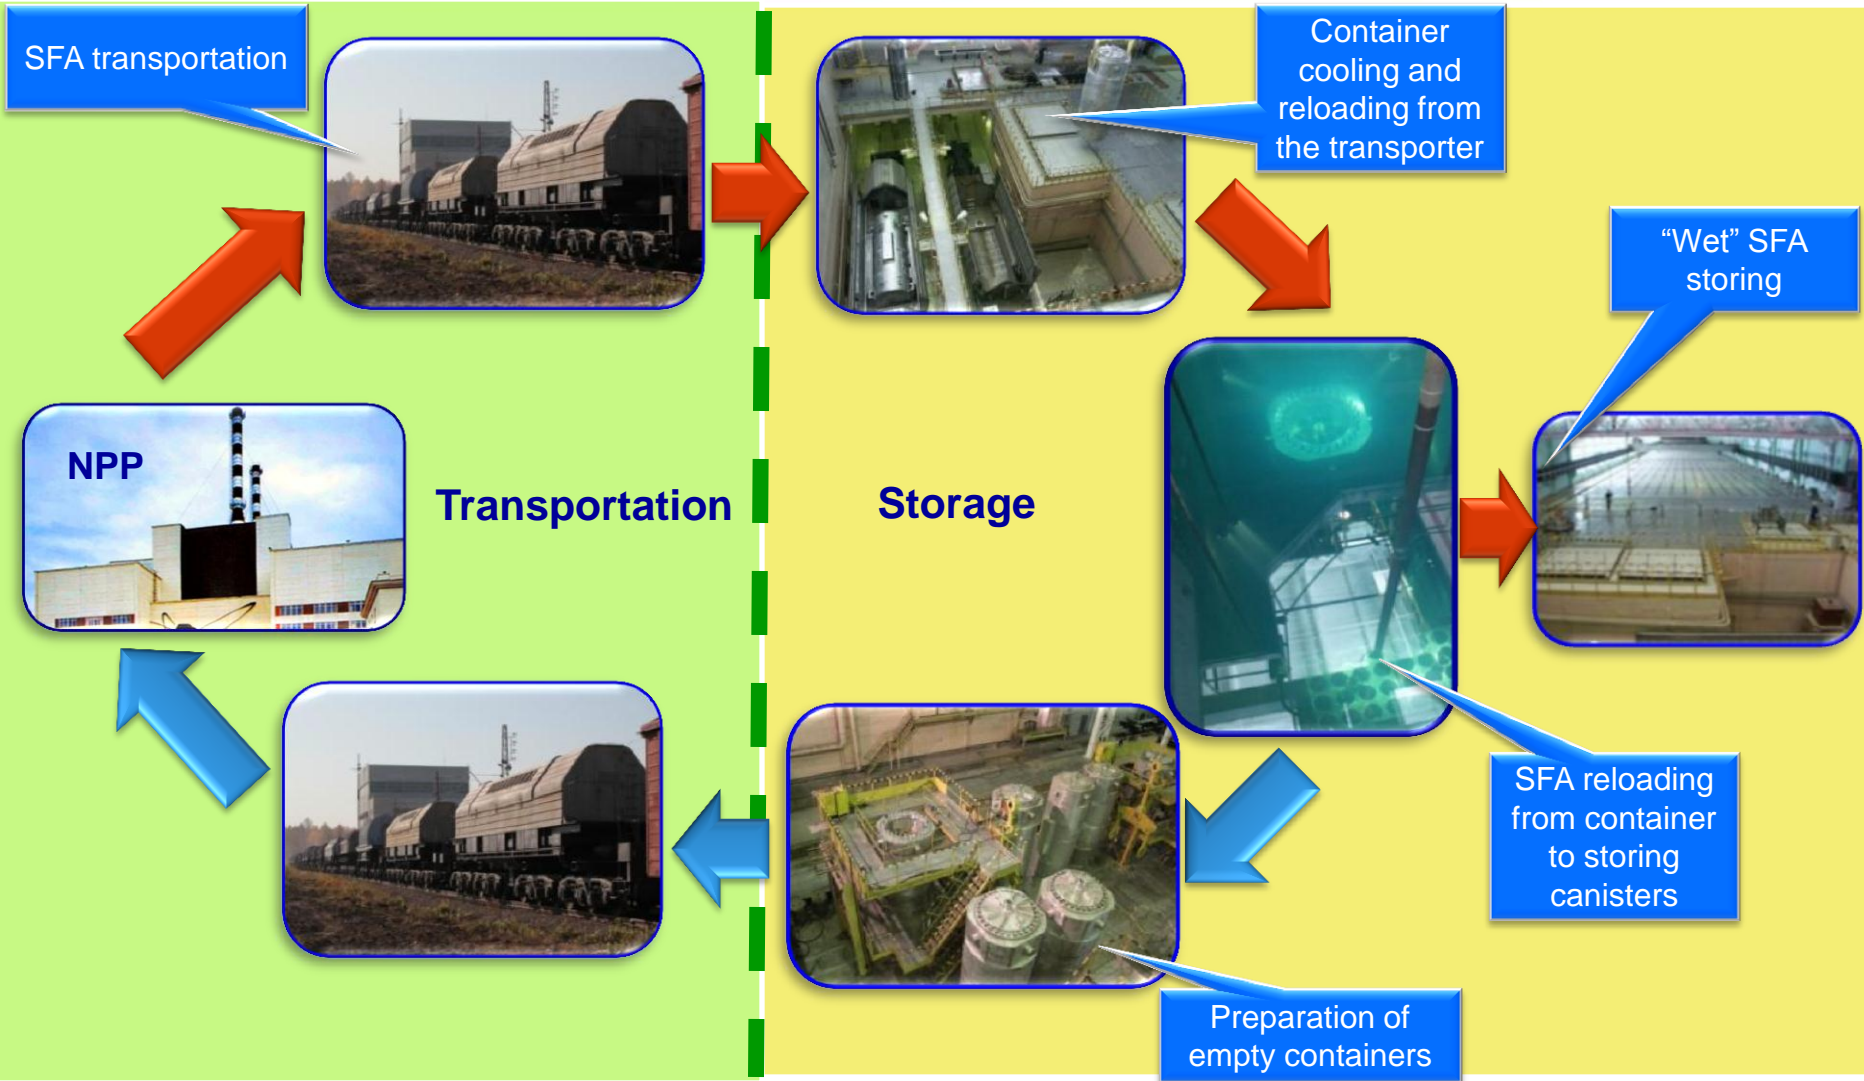 SFA transportation
Container
cooling and
reloading from
the transporter
“Wet” SFA
storing
NPP
Transportation
Storage
SFA reloading
from container
to storing
canisters
Preparation of
empty containers